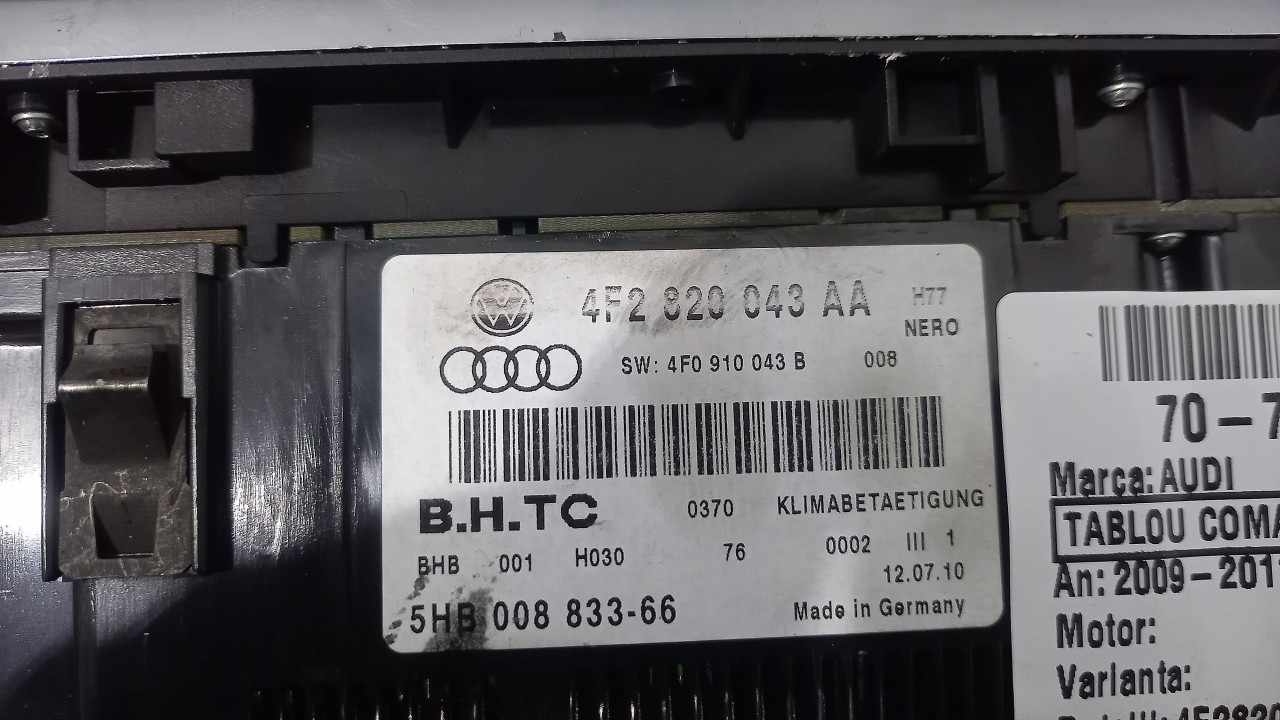 4F2 820 043 AA H77
NERO
SW: 4F0 910 043 B 008
B.H.TC 0370 KLIMABETAETIGUNG
BHB 001 H030 76 0002 III 1
12.07.10
5HB 008 833-66 Made in Germany
70-7
Marca: AUDI
TABLOU COMA
An: 2009-2011
Motor:
Varianta: